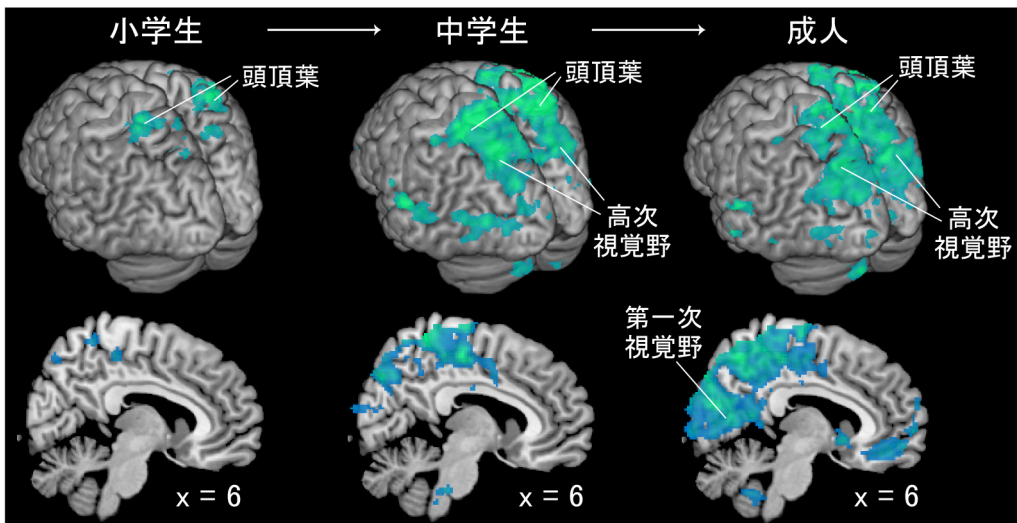 小学生
中学生
成人
頭頂葉
頭頂葉
頭頂葉
高次
視覚野
高次
視覚野
第一次
視覚野
x = 6
x = 6
x = 6